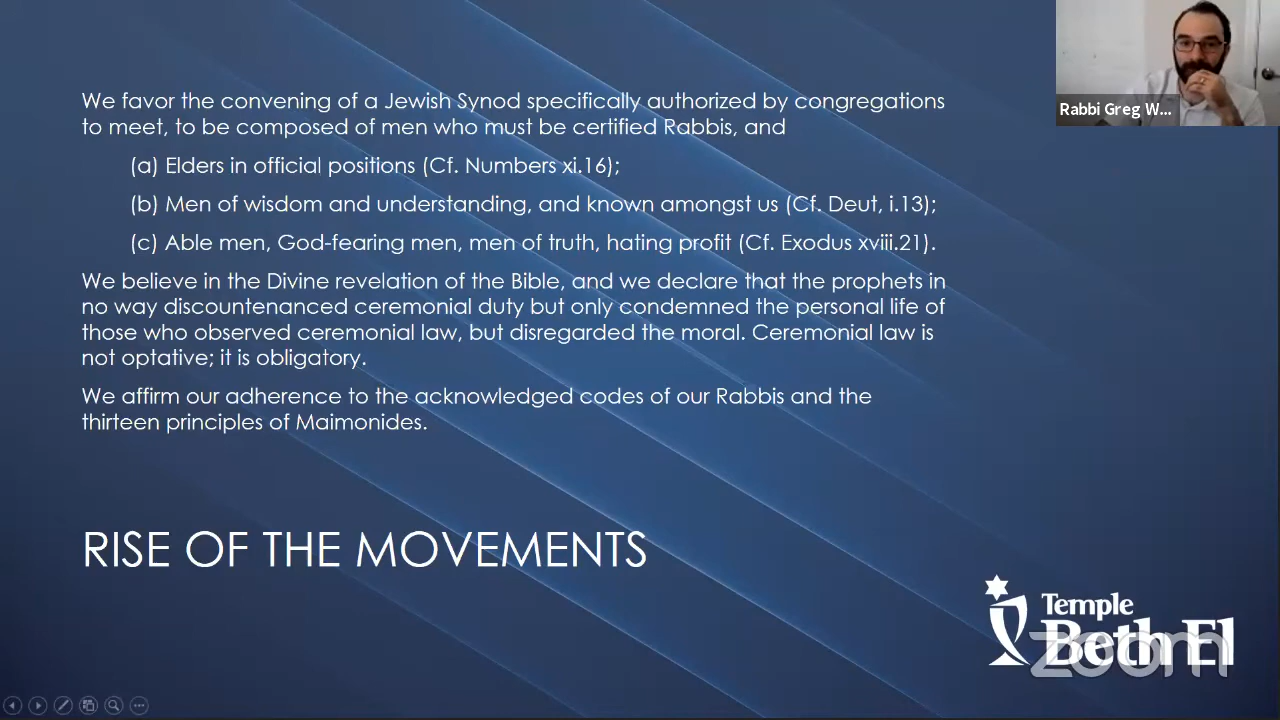 We favor the convening of a Jewish Synod specifically authorized by congregations
to meet, to be composed of men who must be certified Rabbis, and
(a) Elders in official positions (Cf. Numbers xi.16);
(b) Men of wisdom and understanding, and known amongst us (Cf. Deut, i.13);
(c) Able men, God-fearing men, men of truth, hating profit (Cf. Exodus xviii.21).
We believe in the Divine revelation of the Bible, and we declare that the prophets in
no way discountenanced ceremonial duty but only condemned the personal life of
those who observed ceremonial law, but disregarded the moral. Ceremonial law is
not optative; it is obligatory.
We affirm our adherence to the acknowledged codes of our Rabbis and the
thirteen principles of Maimonides.
RISE OF THE MOVEMENTS
Rabbi Greg W...
Temple
Beth El
zoom